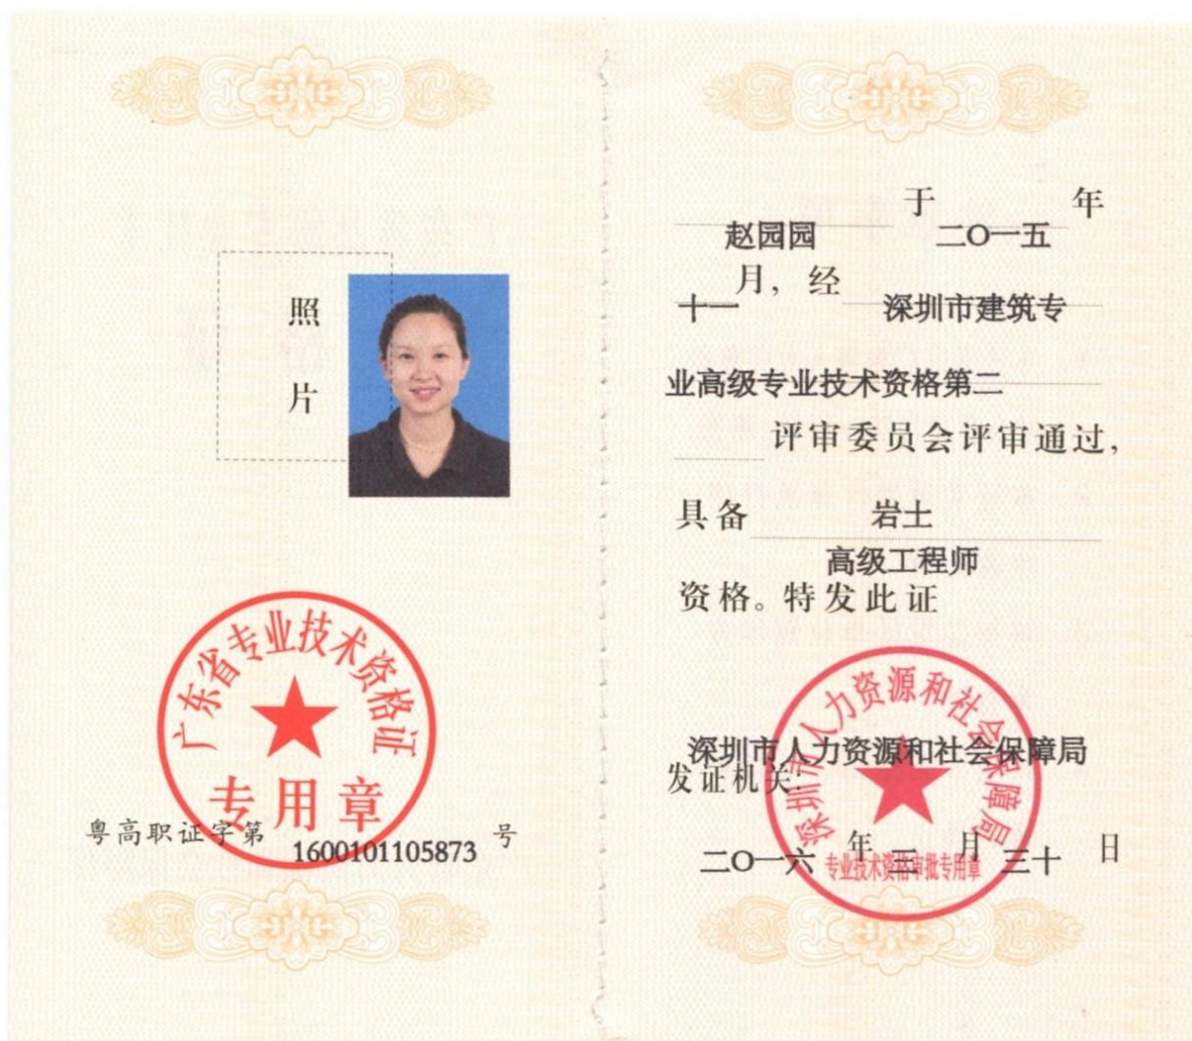 照
片
广东省专业技术资格证
专用章
粤高职证字第 1600101105873 号
赵园园 于 二O一五 年
十一 月，经 深圳市建筑专
业高级专业技术资格第二
评审委员会评审通过，
具备 岩土
高级工程师
资格。特发此证
深圳市人力资源和社会保障局
发证机关：
深圳市人力资源和社会保障局
二O一六 年 三 月 三十 日
专业技术资格审批专用章